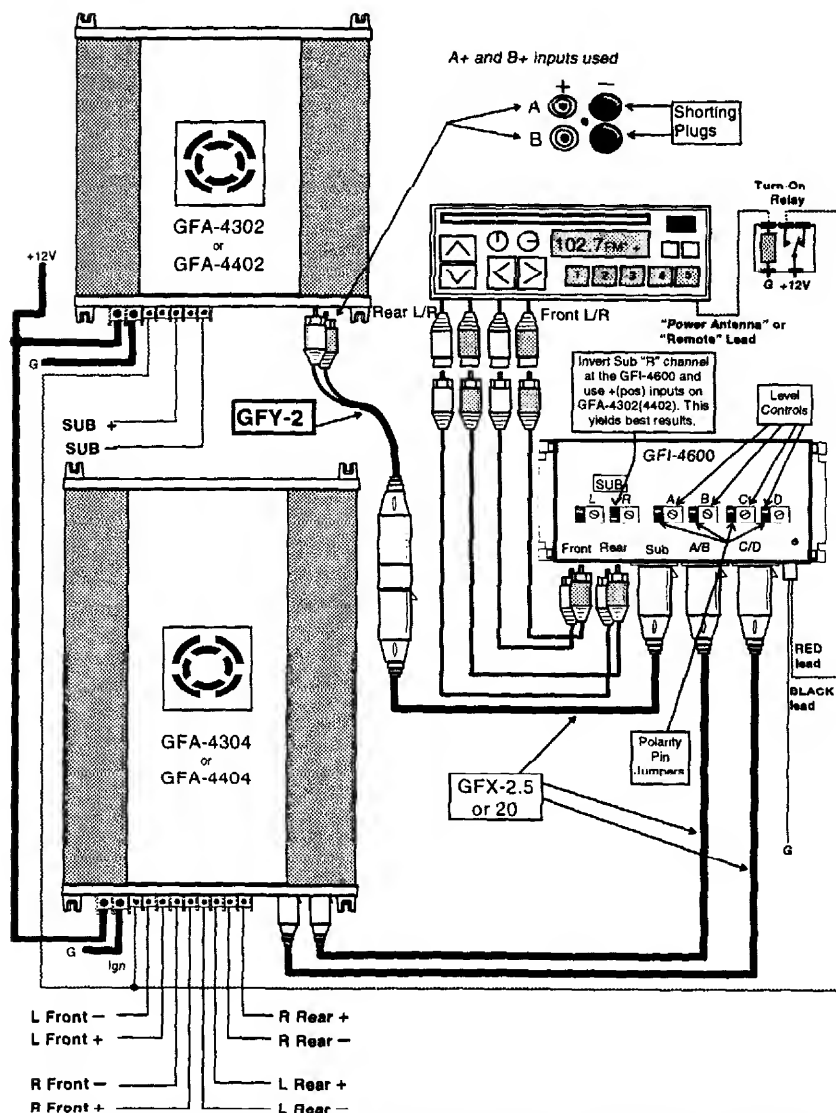 A+ and B+ inputs used
+ −
A
B
Shorting
Plugs
GFA-4302
or
GFA-4402
+12V
Turn-On
Relay
102.7 FM² +
1 2 3 4 5
G +12V
Rear L/R
Front L/R
"Power Antenna" or
"Remote" Lead
G
Invert Sub "R" channel
at the GFI-4600 and
use +(pos) inputs on
GFA-4302(4402). This
yields best results.
Level
Controls
GFY-2
SUB +
SUB −
GFI-4600
SUB
L R A B C D
Front Rear Sub A/B C/D
RED
lead
BLACK
lead
GFA-4304
or
GFA-4404
Polarity
Pin
Jumpers
GFX-2.5
or 20
G
G
Ign
L Front − R Rear +
L Front + R Rear −
R Front − L Rear +
R Front + L Rear −